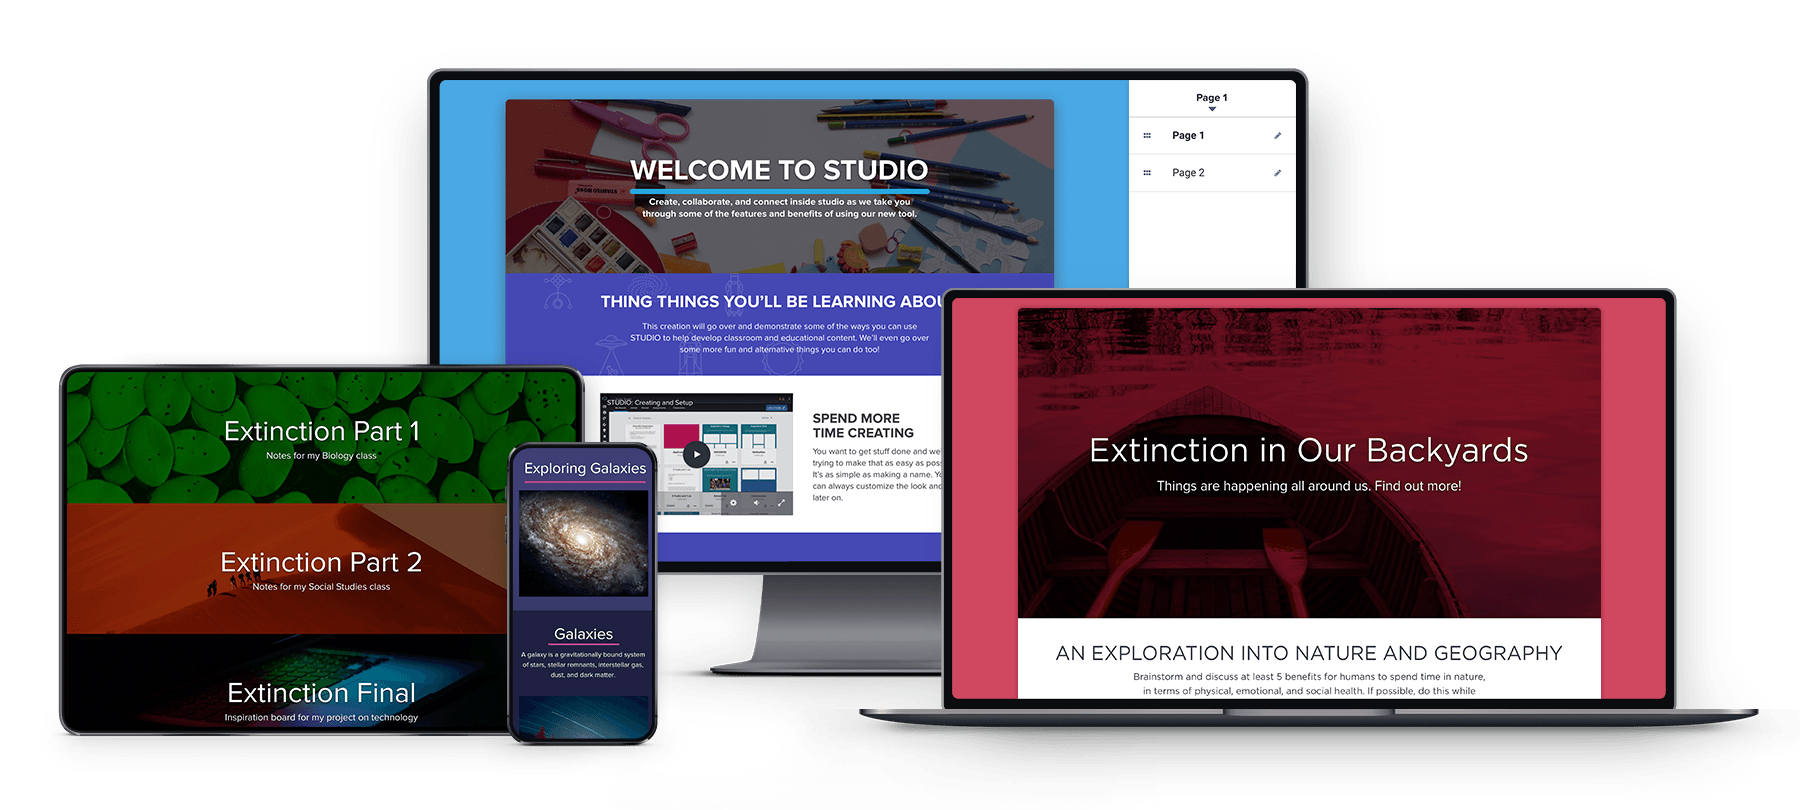 WELCOME TO STUDIO
Create, collaborate, and connect inside studio as we take you
through some of the features and benefits of using our new tool.
THING THINGS YOU'LL BE LEARNING ABOU
This creation will go over and demonstrate some of the ways you can use
STUDIO to help develop classroom and educational content. We'll even go over
some more fun and alternative things you can do too!
STUDIO: Creating and Setup
SPEND MORE
TIME CREATING
You want to get stuff done and we
trying to make that as easy as pos
It's as simple as making a name. Yo
can always customize the look and
later on.
Page 1
Page 1
Page 2
Extinction Part 1
Notes for my Biology class
Extinction Part 2
Notes for my Social Studies class
Extinction Final
Inspiration board for my project on technology
Exploring Galaxies
Galaxies
A galaxy is a gravitationally bound system
of stars, stellar remnants, interstellar gas,
dust, and dark matter.
Extinction in Our Backyards
Things are happening all around us. Find out more!
AN EXPLORATION INTO NATURE AND GEOGRAPHY
Brainstorm and discuss at least 5 benefits for humans to spend time in nature,
in terms of physical, emotional, and social health. If possible, do this while